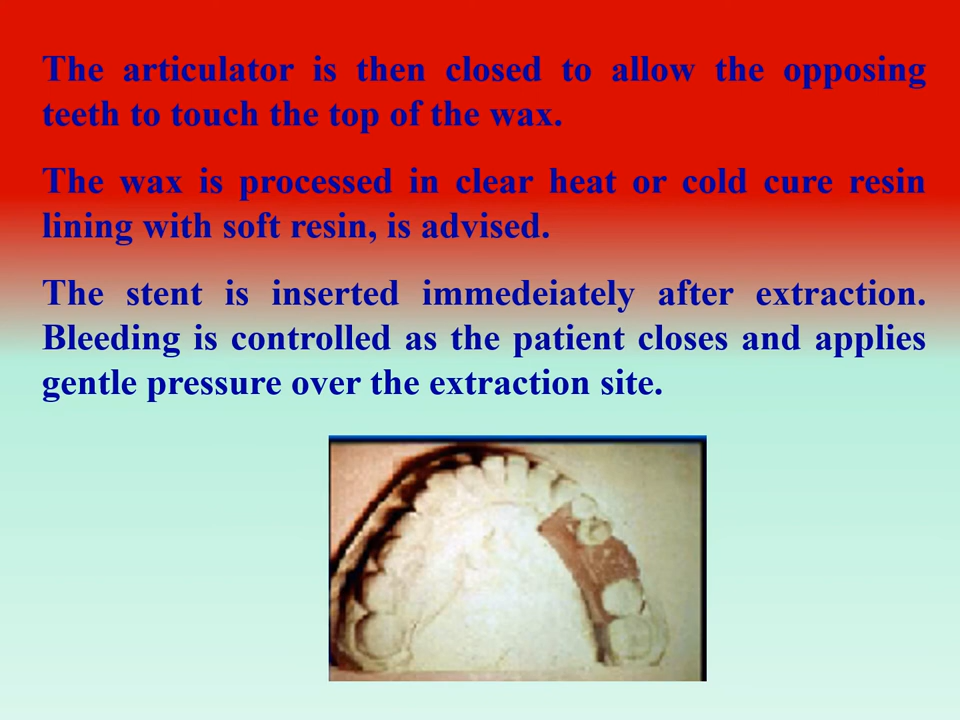 The articulator is then closed to allow the opposing
teeth to touch the top of the wax.
The wax is processed in clear heat or cold cure resin
lining with soft resin, is advised.
The stent is inserted immedeiately after extraction.
Bleeding is controlled as the patient closes and applies
gentle pressure over the extraction site.